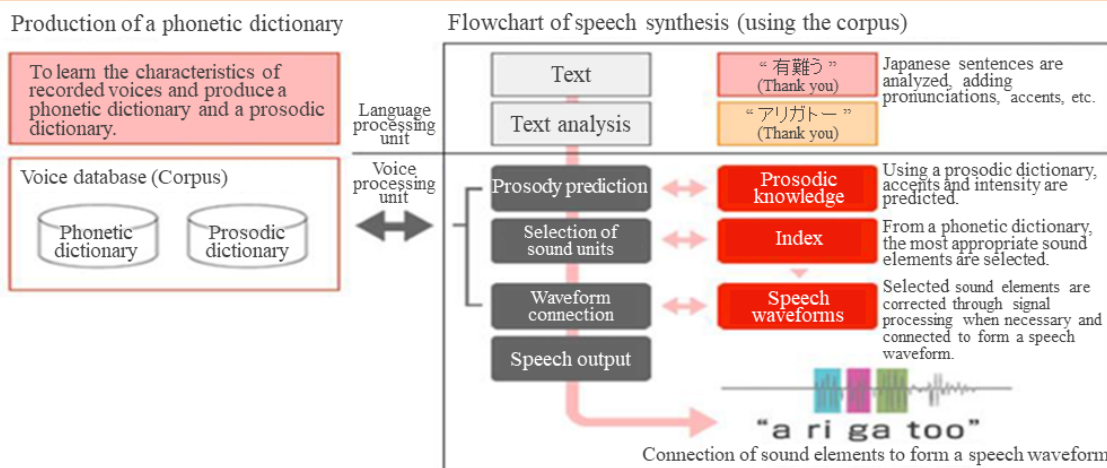 Production of a phonetic dictionary
To learn the characteristics of
recorded voices and produce a
phonetic dictionary and a prosodic
dictionary.
Voice database (Corpus)
Phonetic
dictionary
Prosodic
dictionary
Language
processing
unit
Voice
processing
unit
Flowchart of speech synthesis (using the corpus)
Text
“ 有難う ”
(Thank you)
Text analysis
“ アリガトー ”
(Thank you)
Japanese sentences are
analyzed, adding
pronunciations, accents, etc.
Prosody prediction
Prosodic
knowledge
Using a prosodic dictionary,
accents and intensity are
predicted.
Selection of
sound units
Index
From a phonetic dictionary,
the most appropriate sound
elements are selected.
Waveform
connection
Speech
waveforms
Selected sound elements are
corrected through signal
processing when necessary and
connected to form a speech
waveform.
Speech output
“a ri ga too”
Connection of sound elements to form a speech waveform